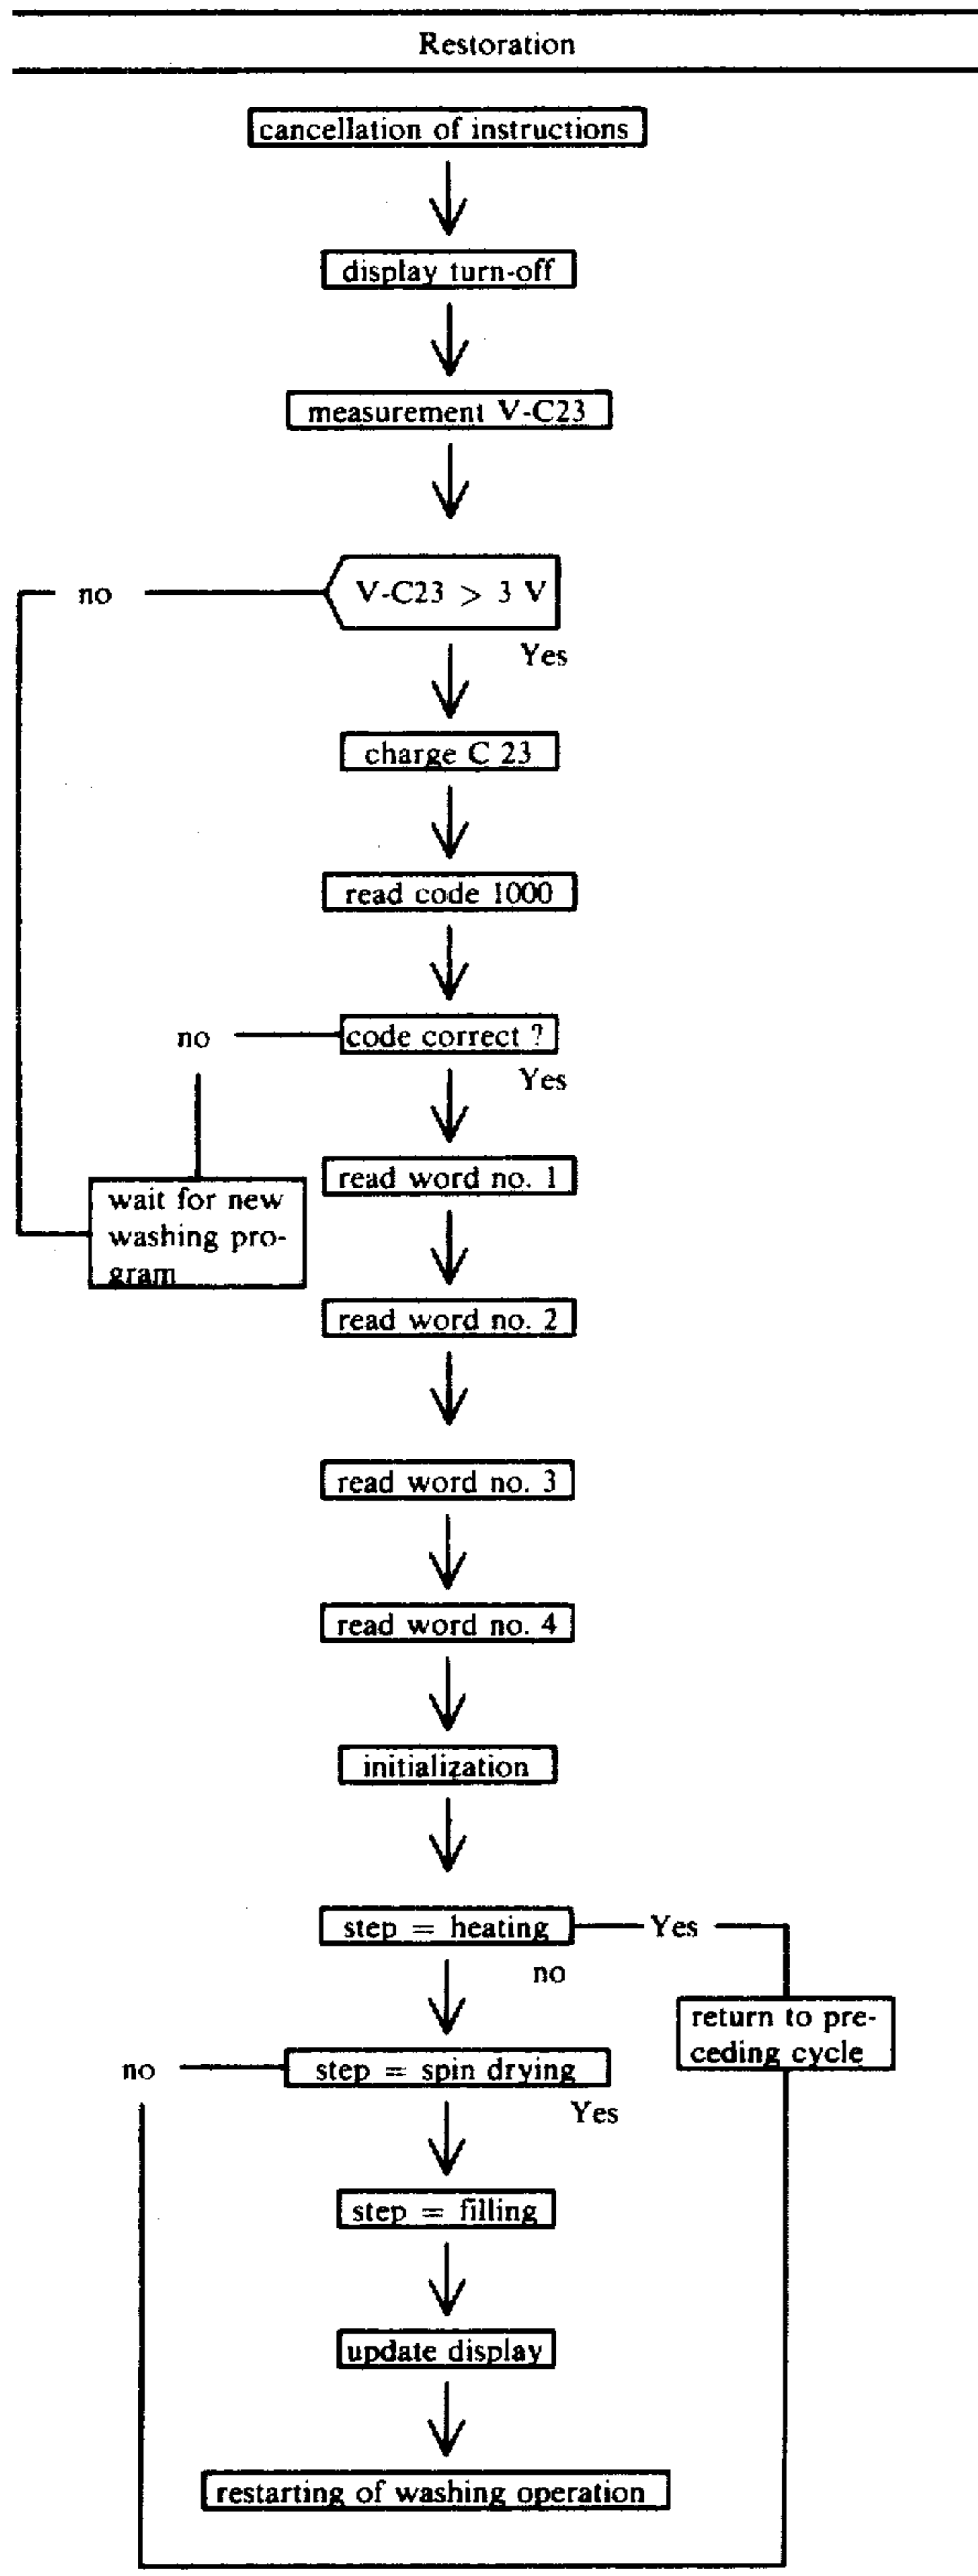 Restoration
cancellation of instructions
display turn-off
measurement V-C23
no
V-C23 > 3 V
Yes
charge C 23
read code 1000
no
code correct ?
Yes
read word no. 1
wait for new
washing pro-
gram
read word no. 2
read word no. 3
read word no. 4
initialization
step = heating
Yes
no
return to pre-
ceding cycle
no
step = spin drying
Yes
step = filling
update display
restarting of washing operation